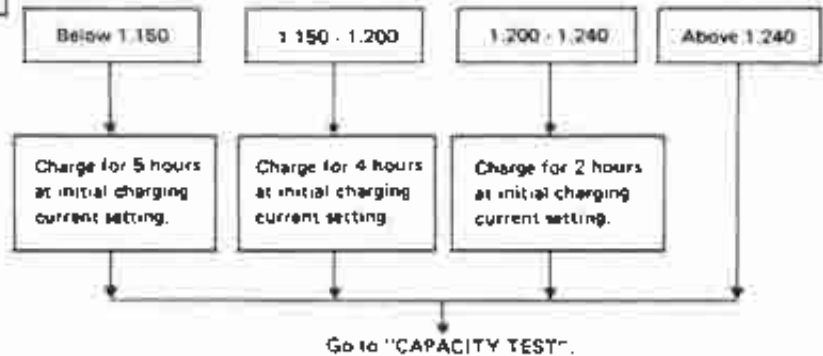 Below 1.150
1.150 - 1.200
1.200 - 1.240
Above 1.240
Charge for 5 hours
at initial charging
current setting.
Charge for 4 hours
at initial charging
current setting
Charge for 2 hours
at initial charging
current setting.
Go to "CAPACITY TEST".